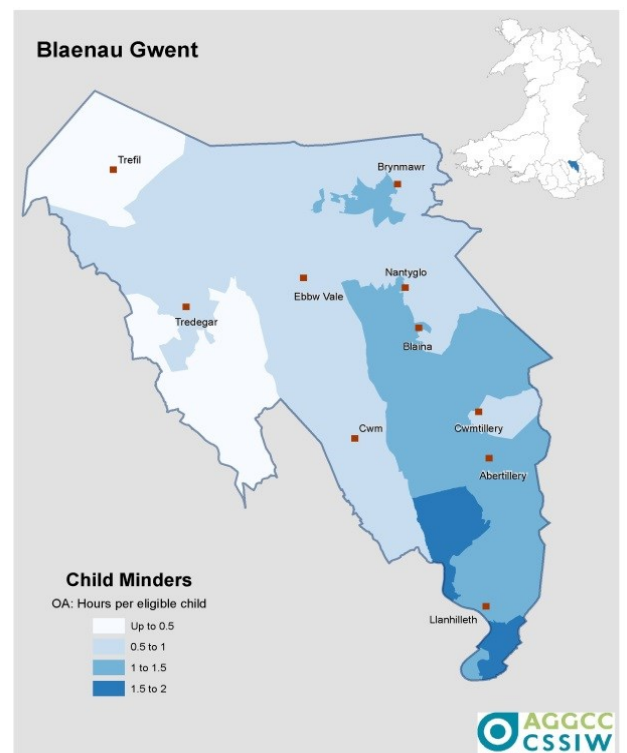 Blaenau Gwent
Trefil
Brynmawr
Nantyglo
Ebbw Vale
Tredegar
Blaina
Cwmtillery
Cwm
Abertillery
Llanhilleth
Child Minders
OA: Hours per eligible child
Up to 0.5
0.5 to 1
1 to 1.5
1.5 to 2
AGGCC
CSSIW